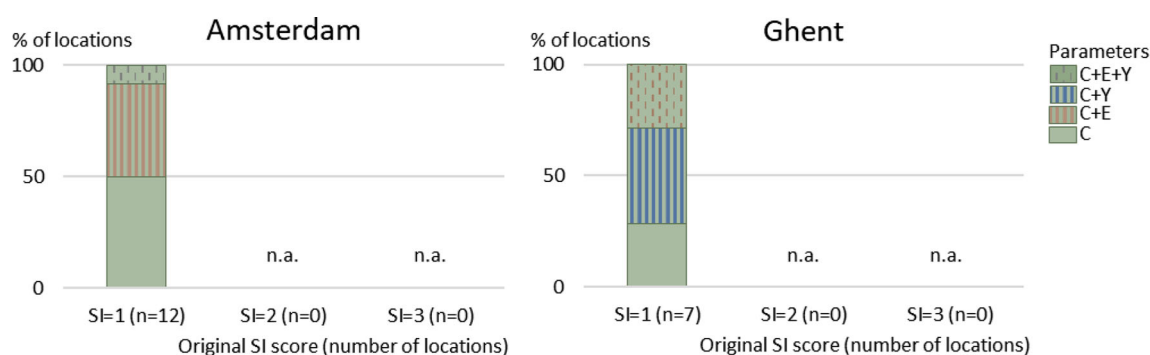 Amsterdam
% of locations
100
50
0
n.a.
n.a.
SI=1 (n=12)
SI=2 (n=0)
SI=3 (n=0)
Original SI score (number of locations)
Ghent
% of locations
100
50
0
n.a.
n.a.
SI=1 (n=7)
SI=2 (n=0)
SI=3 (n=0)
Original SI score (number of locations)
Parameters
C+E+Y
C+Y
C+E
C